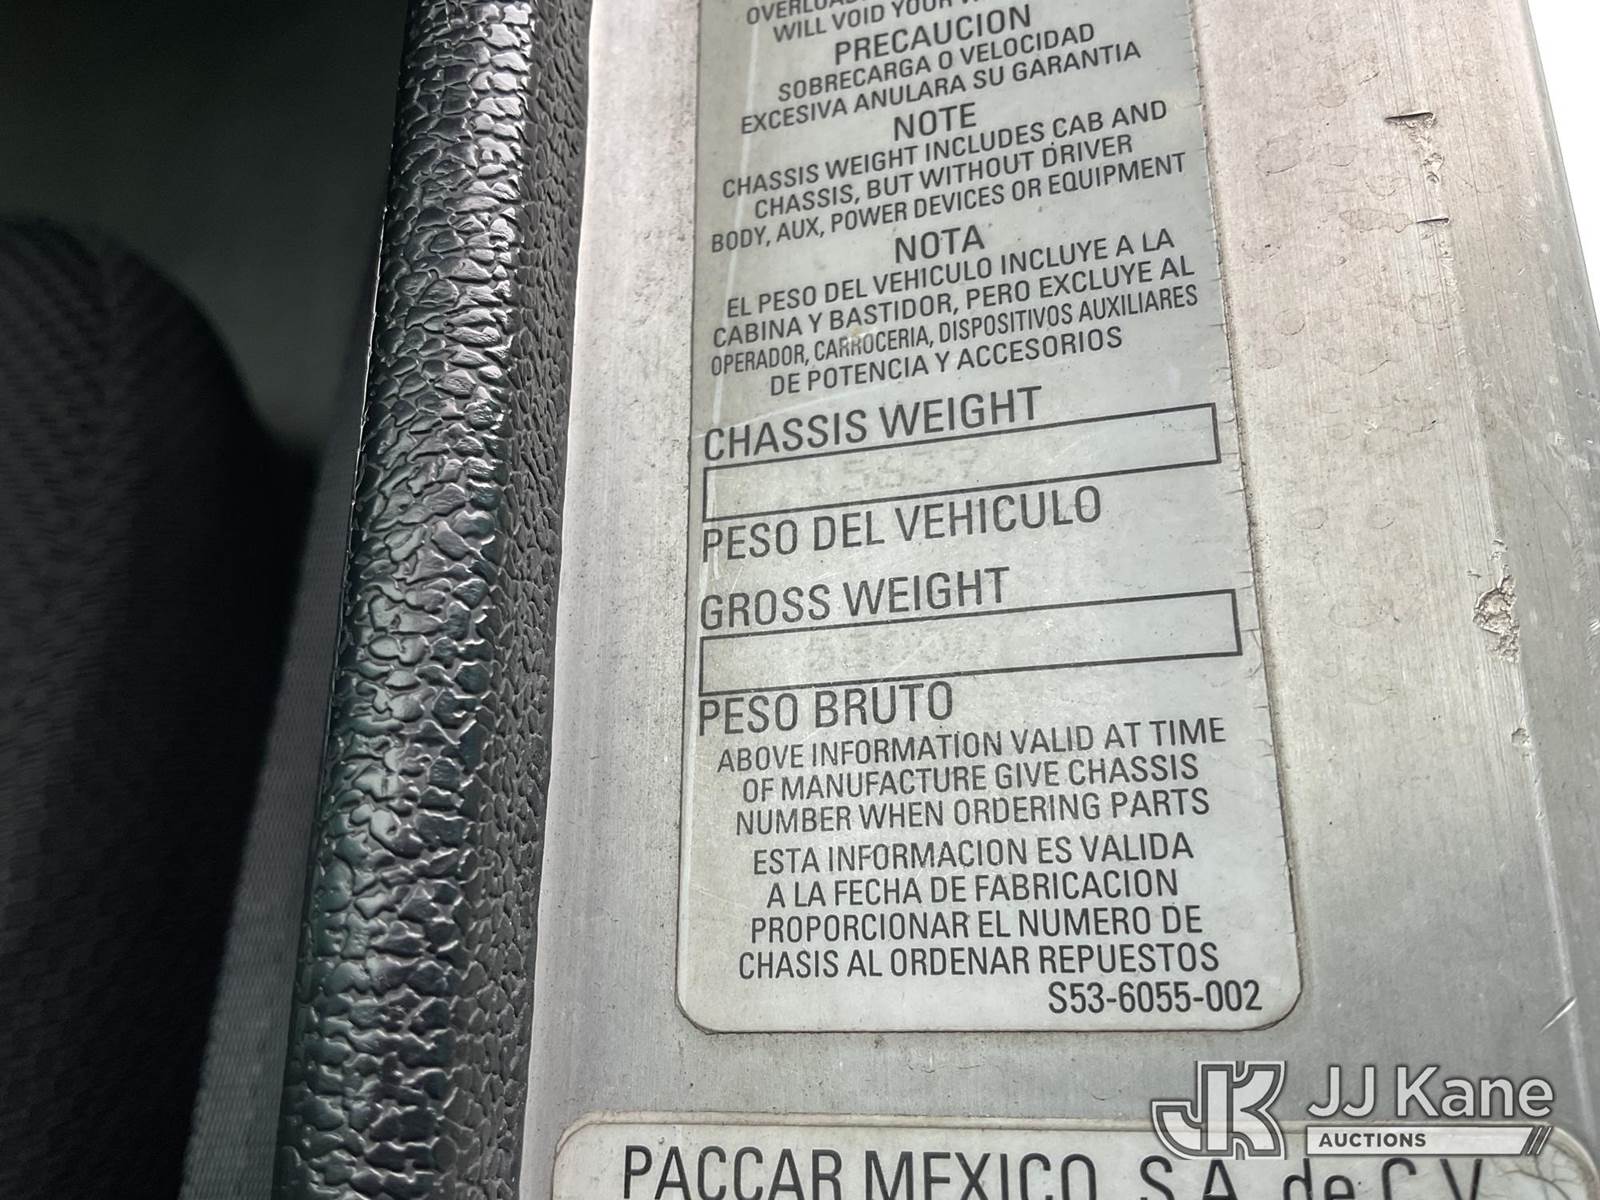 WILL VOID YOUR
PRECAUCION
SOBRECARGA O VELOCIDAD
EXCESIVA ANULARA SU GARANTIA
NOTE
CHASSIS WEIGHT INCLUDES CAB AND
CHASSIS, BUT WITHOUT DRIVER
BODY, AUX, POWER DEVICES OR EQUIPMENT
NOTA
EL PESO DEL VEHICULO INCLUYE A LA
CABINA Y BASTIDOR, PERO EXCLUYE AL
OPERADOR, CARROCERIA, DISPOSITIVOS AUXILIARES
DE POTENCIA Y ACCESORIOS
CHASSIS WEIGHT
PESO DEL VEHICULO
GROSS WEIGHT
PESO BRUTO
ABOVE INFORMATION VALID AT TIME
OF MANUFACTURE GIVE CHASSIS
NUMBER WHEN ORDERING PARTS
ESTA INFORMACION ES VALIDA
A LA FECHA DE FABRICACION
PROPORCIONAR EL NUMERO DE
CHASIS AL ORDENAR REPUESTOS
S53-6055-002
PACCAR MEXICO, S.A. de C.V.
JK JJ Kane
AUCTIONS